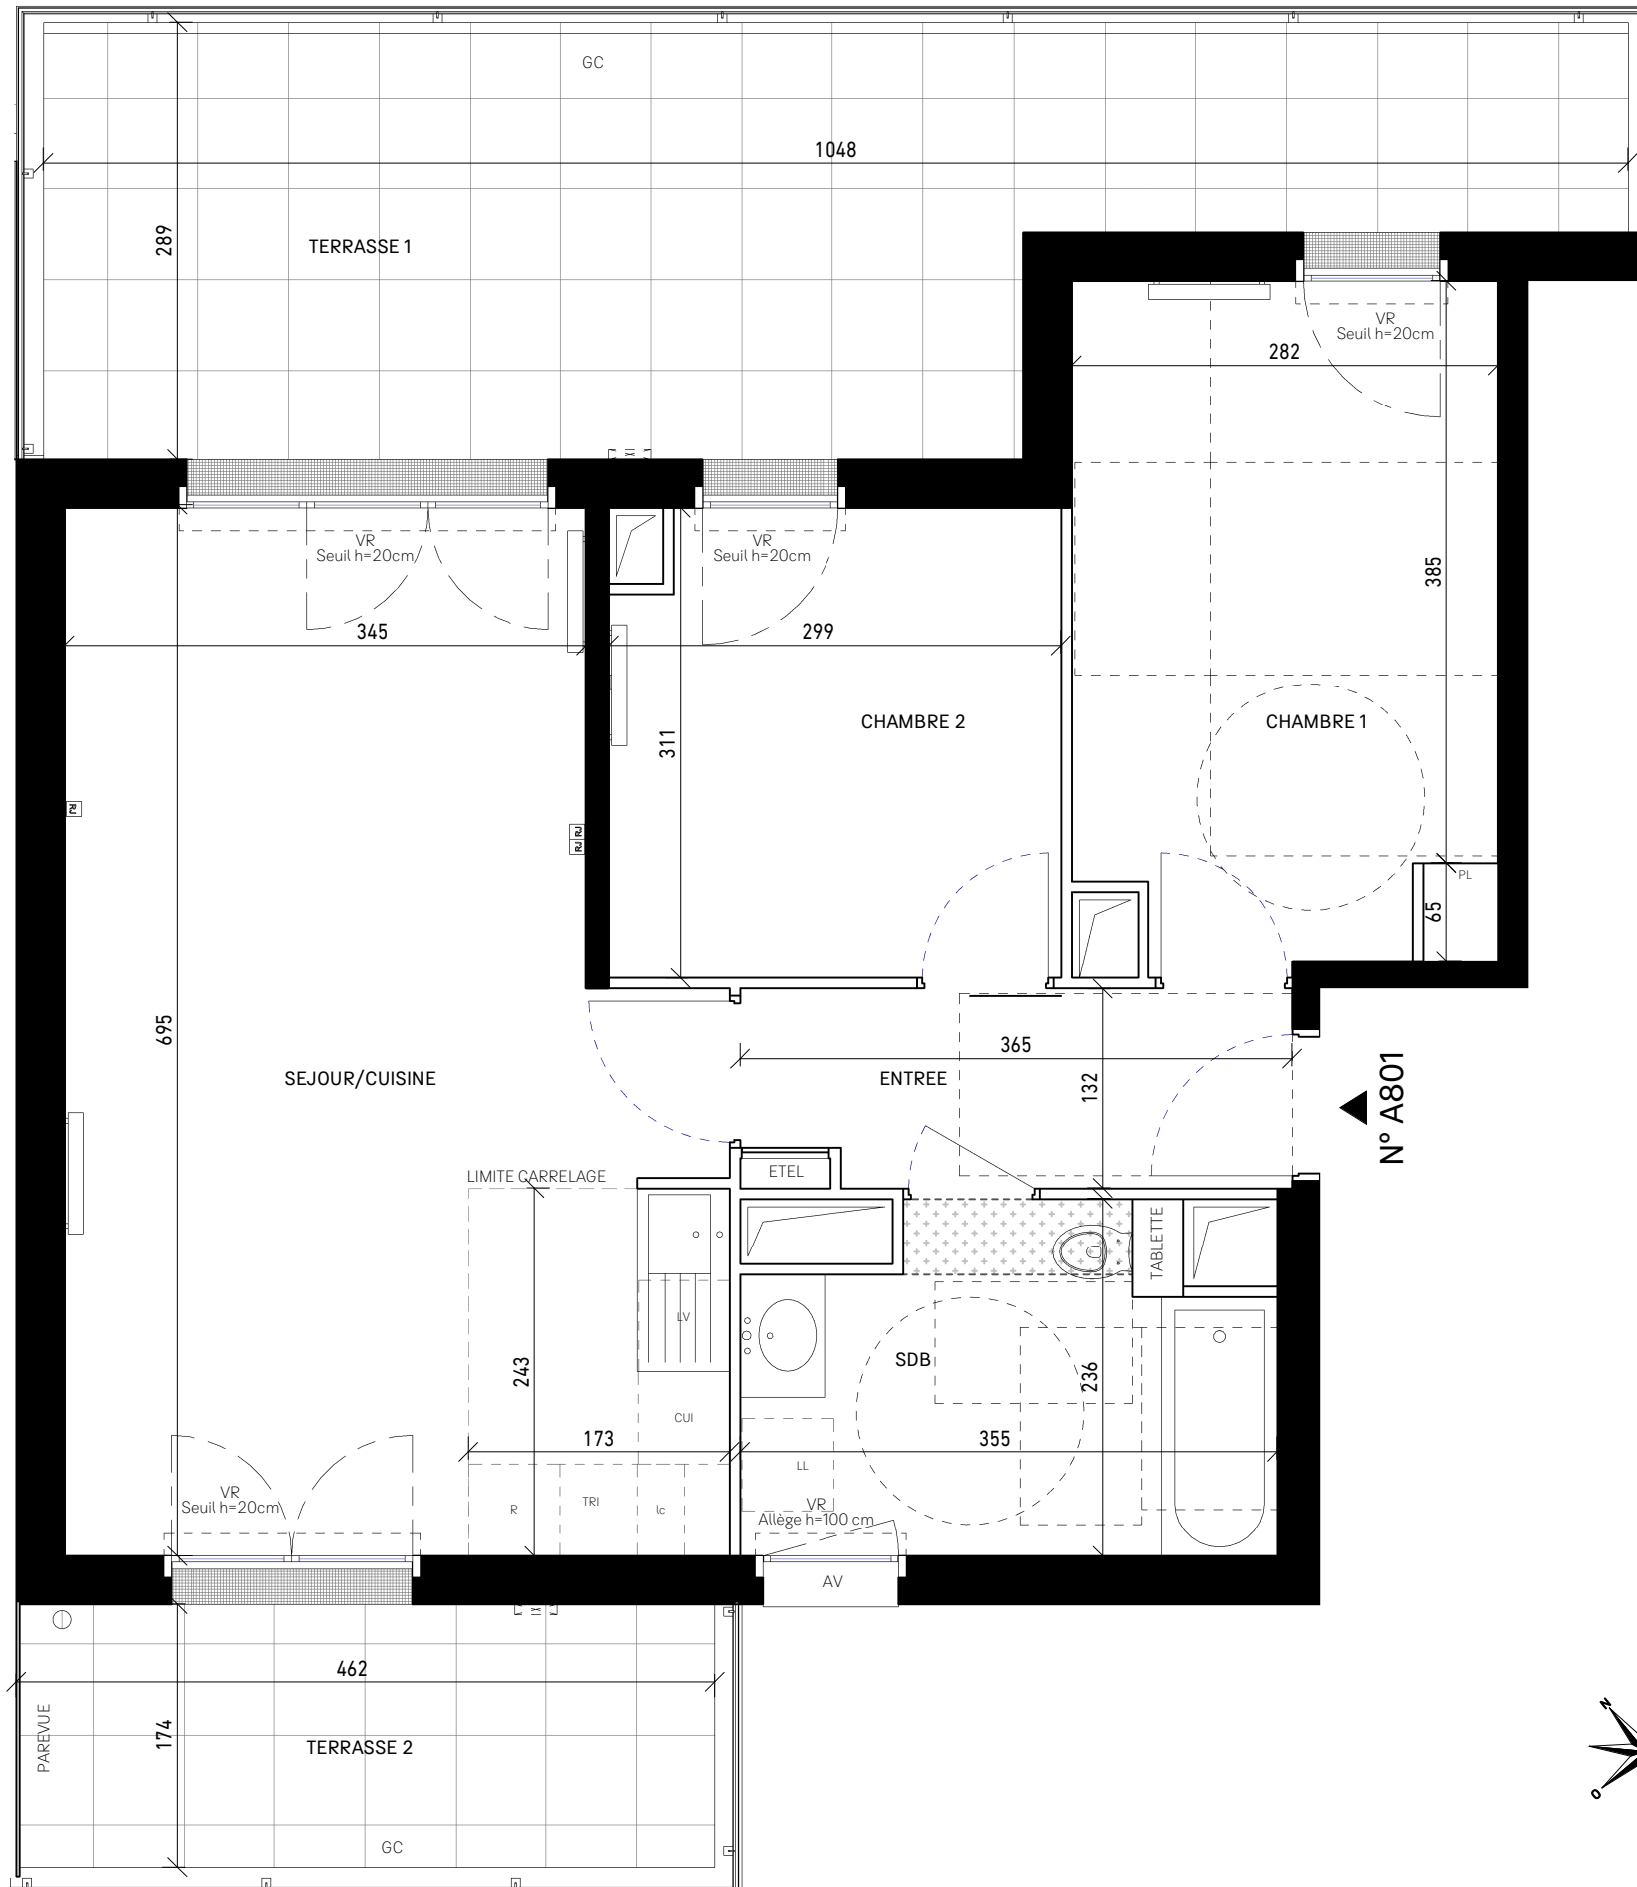 GC
1048
289
TERRASSE 1
VR
Seuil h=20cm
282
VR
Seuil h=20cm
VR
Seuil h=20cm
385
345
299
311
CHAMBRE 2
CHAMBRE 1
RJ
RJ
RJ
PL
65
695
365
SEJOUR/CUISINE
ENTREE
132
N° A801
LIMITE CARRELAGE
ETEL
TABLETTE
LV
243
SDB
236
CUI
173
355
LL
VR
Seuil h=20cm
R
TRI
lc
VR
Allège h=100 cm
AV
462
PAREVUE
174
TERRASSE 2
GC
N
O